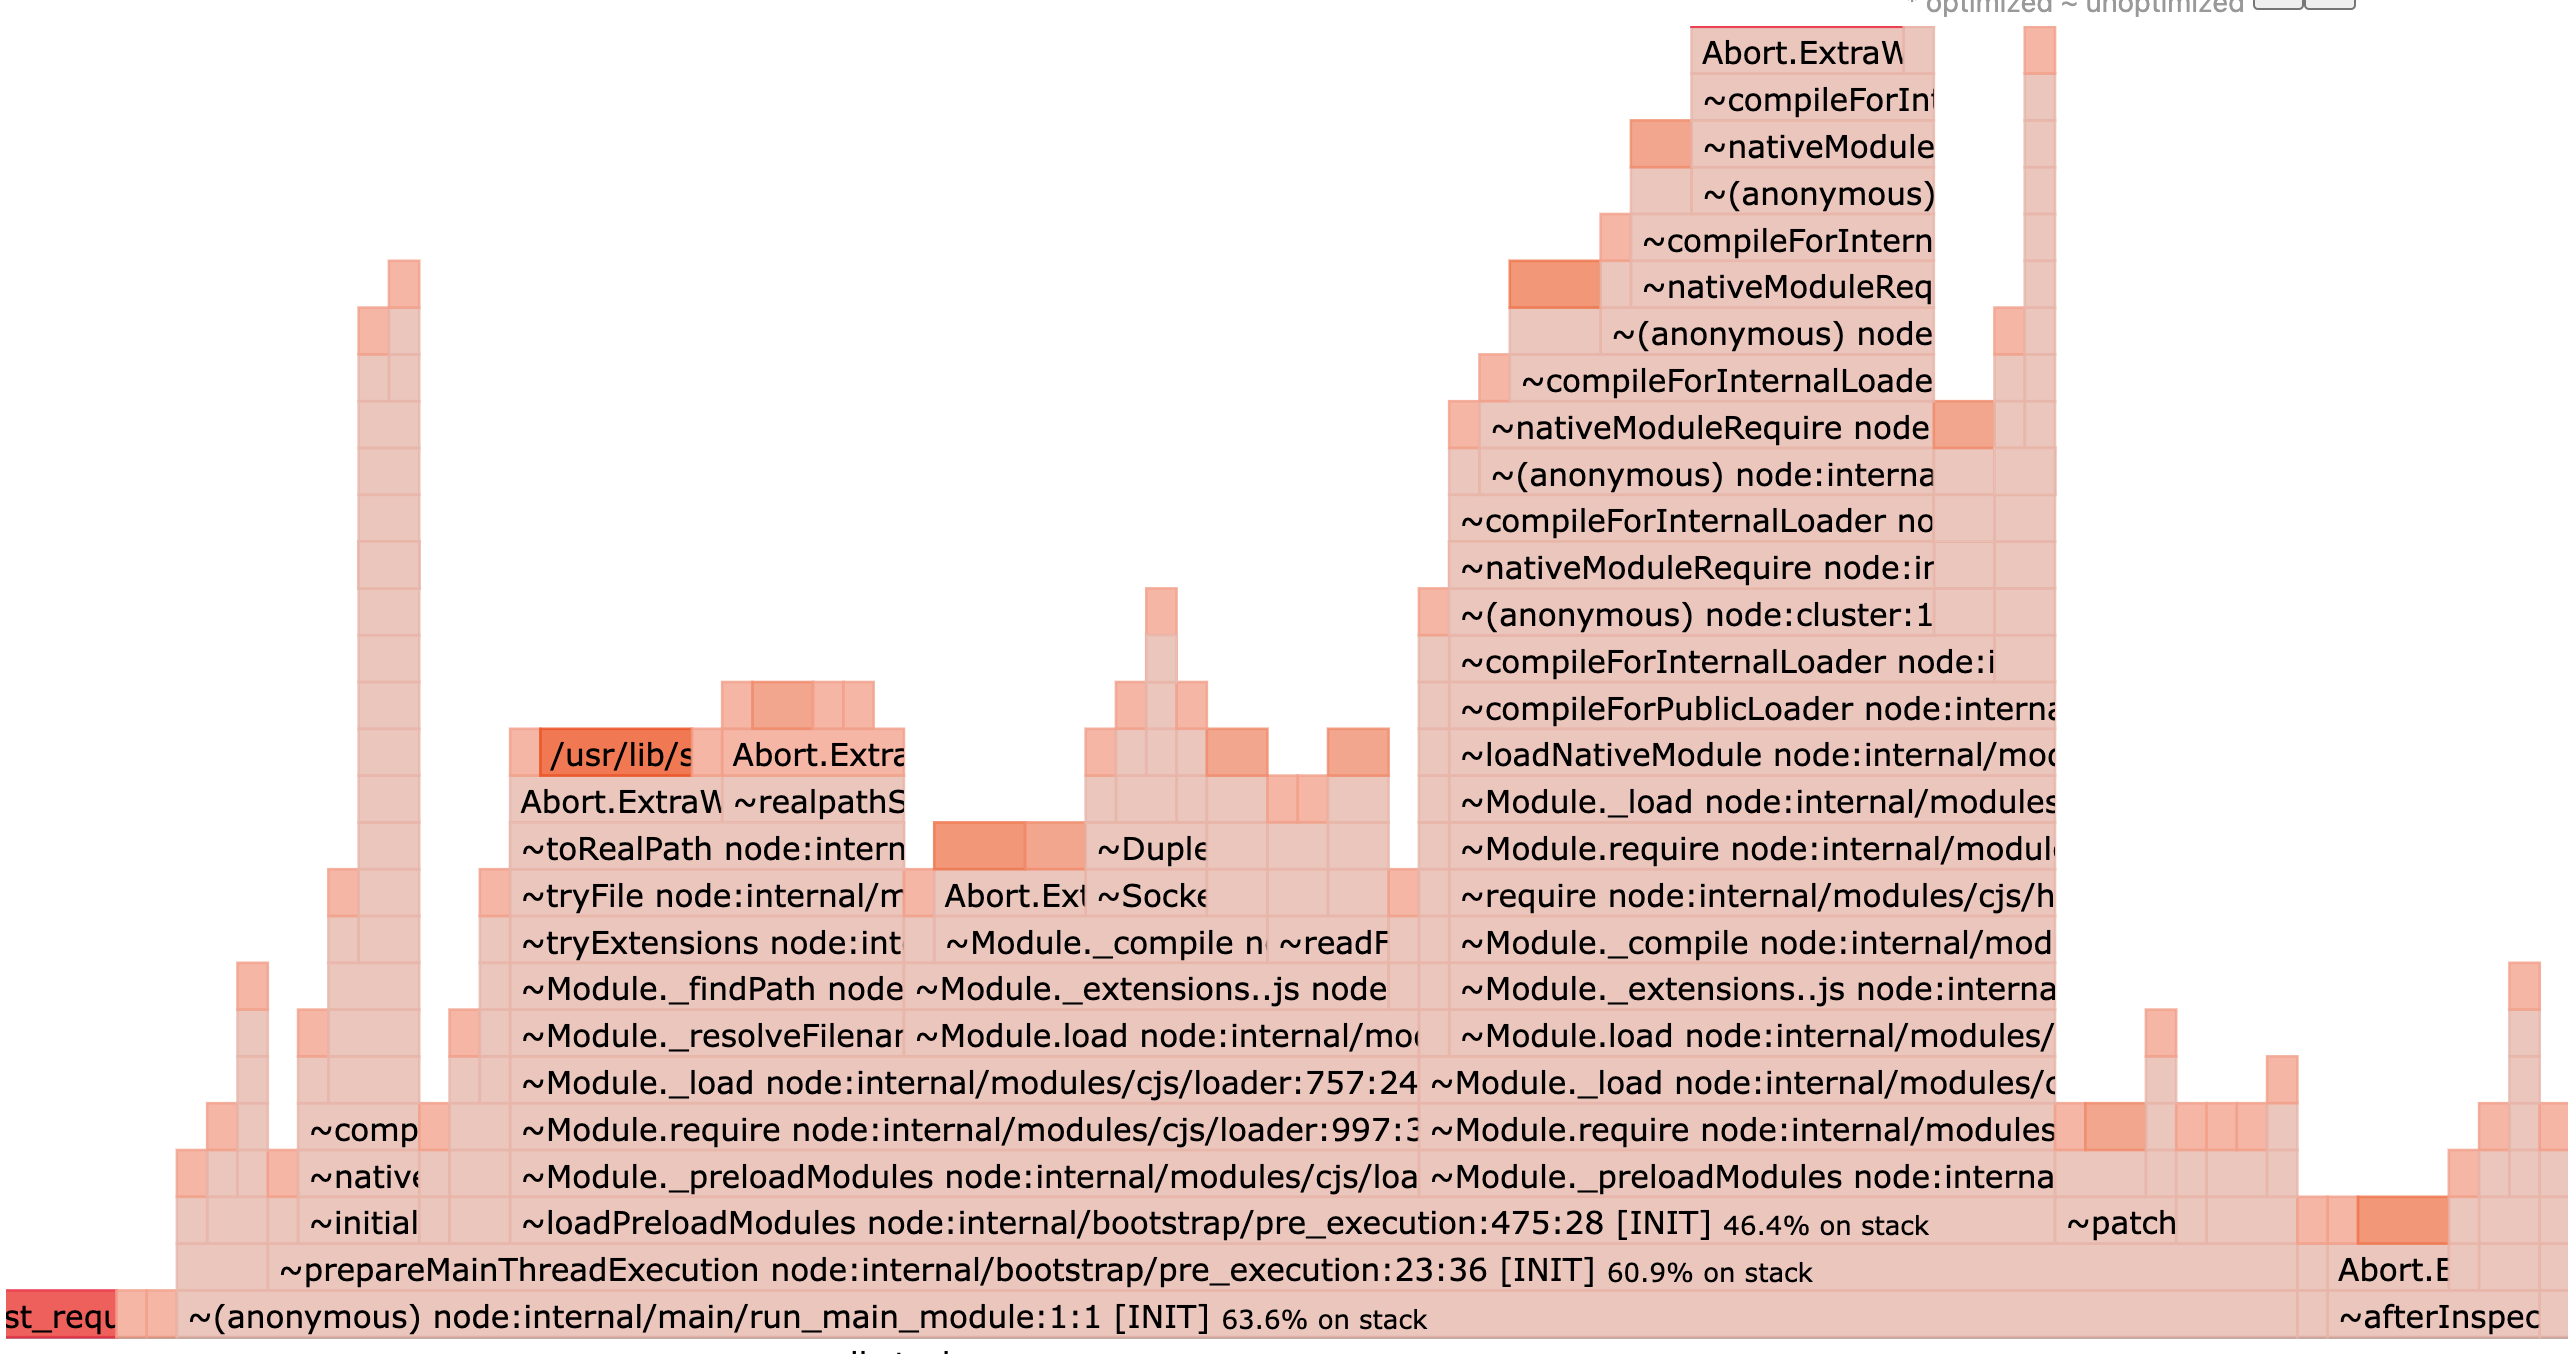 * optimized ~ unoptimized
Abort.ExtraW
~compileForInt
~nativeModule
~(anonymous)
~compileForIntern
~nativeModuleReq
~(anonymous) node
~compileForInternalLoade
~nativeModuleRequire node
~(anonymous) node:interna
~compileForInternalLoader no
~nativeModuleRequire node:in
~(anonymous) node:cluster:1
~compileForInternalLoader node:i
~compileForPublicLoader node:interna
/usr/lib/s Abort.Extra ~loadNativeModule node:internal/mod
Abort.ExtraW ~realpathS ~Module._load node:internal/modules
~toRealPath node:intern ~Duple ~Module.require node:internal/modul
~tryFile node:internal/m Abort.Ext ~Socke ~require node:internal/modules/cjs/h
~tryExtensions node:int ~Module._compile n ~readF ~Module._compile node:internal/mod
~Module._findPath node ~Module._extensions..js node ~Module._extensions..js node:interna
~Module._resolveFilenar ~Module.load node:internal/mo ~Module.load node:internal/modules/
~Module._load node:internal/modules/cjs/loader:757:24 ~Module._load node:internal/modules/c
~comp ~Module.require node:internal/modules/cjs/loader:997:3 ~Module.require node:internal/modules
~native ~Module._preloadModules node:internal/modules/cjs/loa ~Module._preloadModules node:interna
~initial ~loadPreloadModules node:internal/bootstrap/pre_execution:475:28 [INIT] 46.4% on stack ~patch
~prepareMainThreadExecution node:internal/bootstrap/pre_execution:23:36 [INIT] 60.9% on stack Abort.E
st_requ ~(anonymous) node:internal/main/run_main_module:1:1 [INIT] 63.6% on stack ~afterInspec